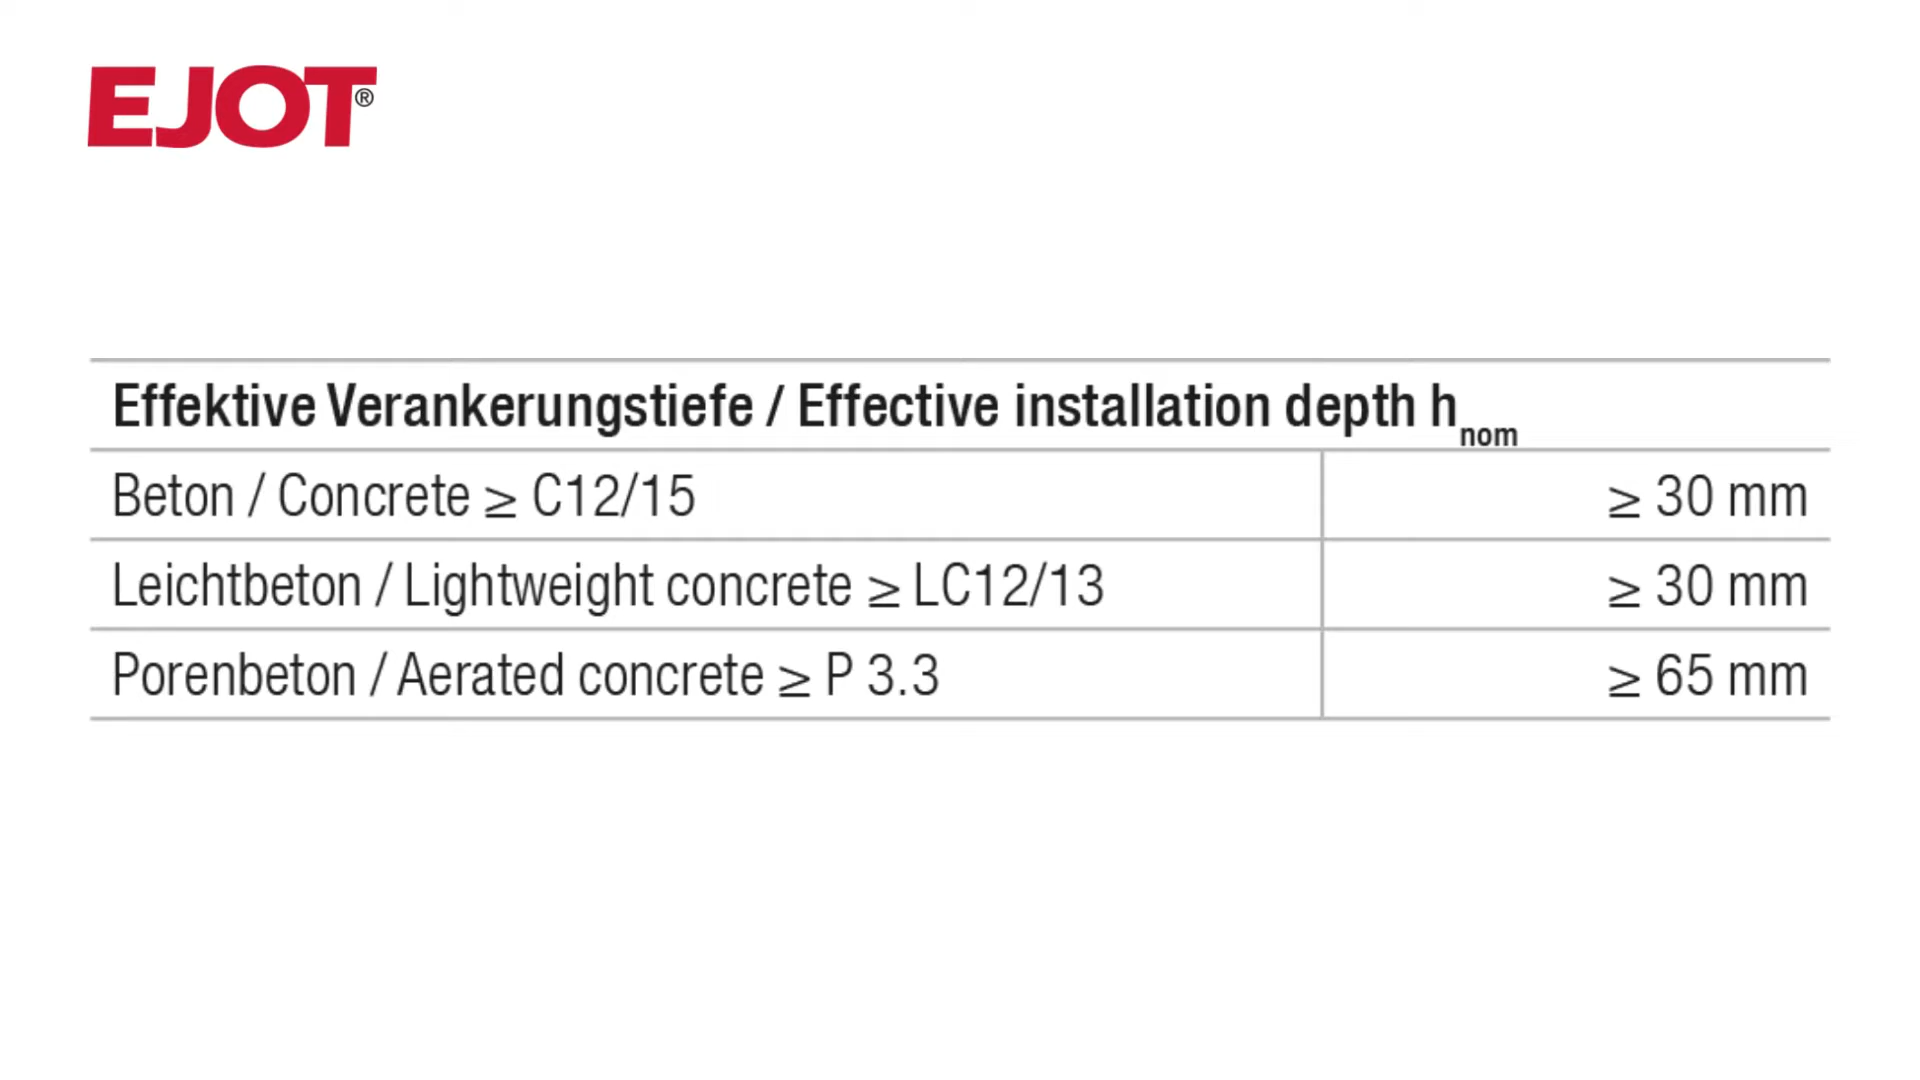 EJOT®
Effektive Verankerungstiefe / Effective installation depth hnom
Beton / Concrete ≥ C12/15 ≥ 30 mm
Leichtbeton / Lightweight concrete ≥ LC12/13 ≥ 30 mm
Porenbeton / Aerated concrete ≥ P 3.3 ≥ 65 mm